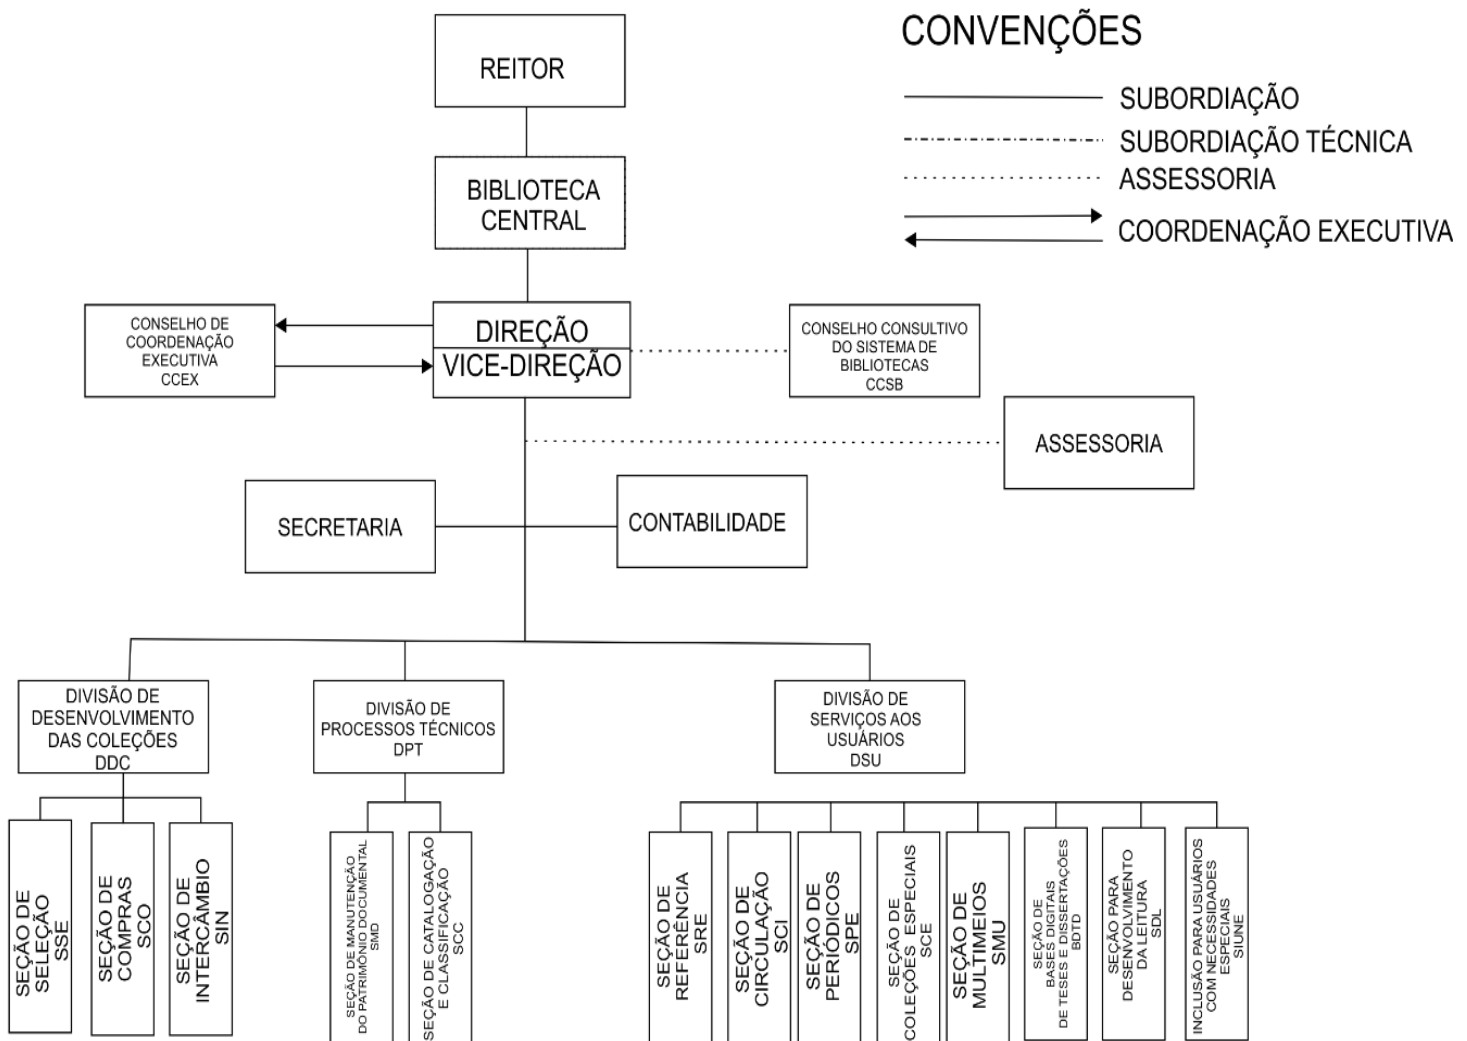 CONVENÇÕES
SUBORDIAÇÃO
SUBORDIAÇÃO TÉCNICA
ASSESSORIA
COORDENAÇÃO EXECUTIVA
REITOR
BIBLIOTECA
CENTRAL
CONSELHO DE
COORDENAÇÃO
EXECUTIVA
CCEX
DIREÇÃO
VICE-DIREÇÃO
CONSELHO CONSULTIVO
DO SISTEMA DE
BIBLIOTECAS
CCSB
ASSESSORIA
SECRETARIA
CONTABILIDADE
DIVISÃO DE
DESENVOLVIMENTO
DAS COLEÇÕES
DDC
DIVISÃO DE
PROCESSOS TÉCNICOS
DPT
DIVISÃO DE
SERVIÇOS AOS
USUÁRIOS
DSU
SEÇÃO DE
SELEÇÃO
SSE
SEÇÃO DE
COMPRAS
SCO
SEÇÃO DE
INTERCÂMBIO
SIN
SEÇÃO DE MANUTENÇÃO
DO PATRIMÔNIO DOCUMENTAL
SMD
SEÇÃO DE CATALOGAÇÃO
E CLASSIFICAÇÃO
SCC
SEÇÃO DE
REFERÊNCIA
SRE
SEÇÃO DE
CIRCULAÇÃO
SCI
SEÇÃO DE
PERIÓDICOS
SPE
SEÇÃO DE
COLEÇÕES ESPECIAIS
SCE
SEÇÃO DE
MULTIMEIOS
SMU
SEÇÃO DE
BASES DIGITAIS
DE TESES E DISSERTAÇÕES
BDTD
SEÇÃO PARA
DESENVOLVIMENTO
DA LEITURA
SDL
INCLUSÃO PARA USUÁRIOS
COM NECESSIDADES
ESPECIAIS
SIUNE